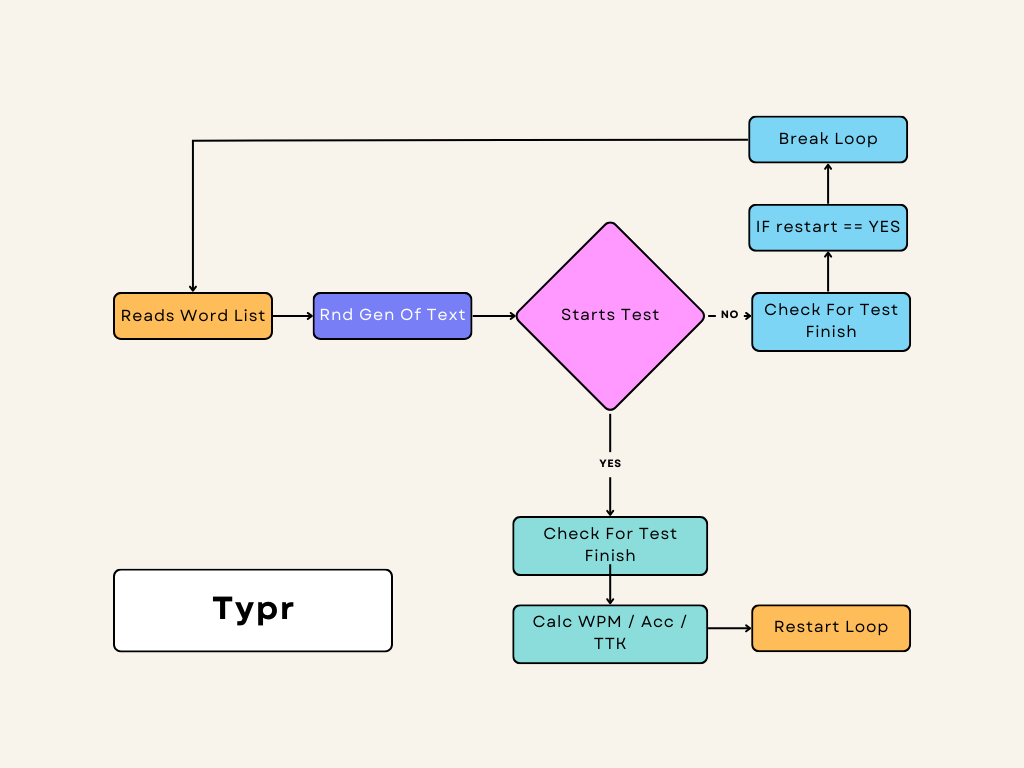 Break Loop
IF restart == YES
Reads Word List
Rnd Gen Of Text
Starts Test
NO
Check For Test
Finish
YES
Check For Test
Finish
Typr
Calc WPM / Acc /
TTK
Restart Loop